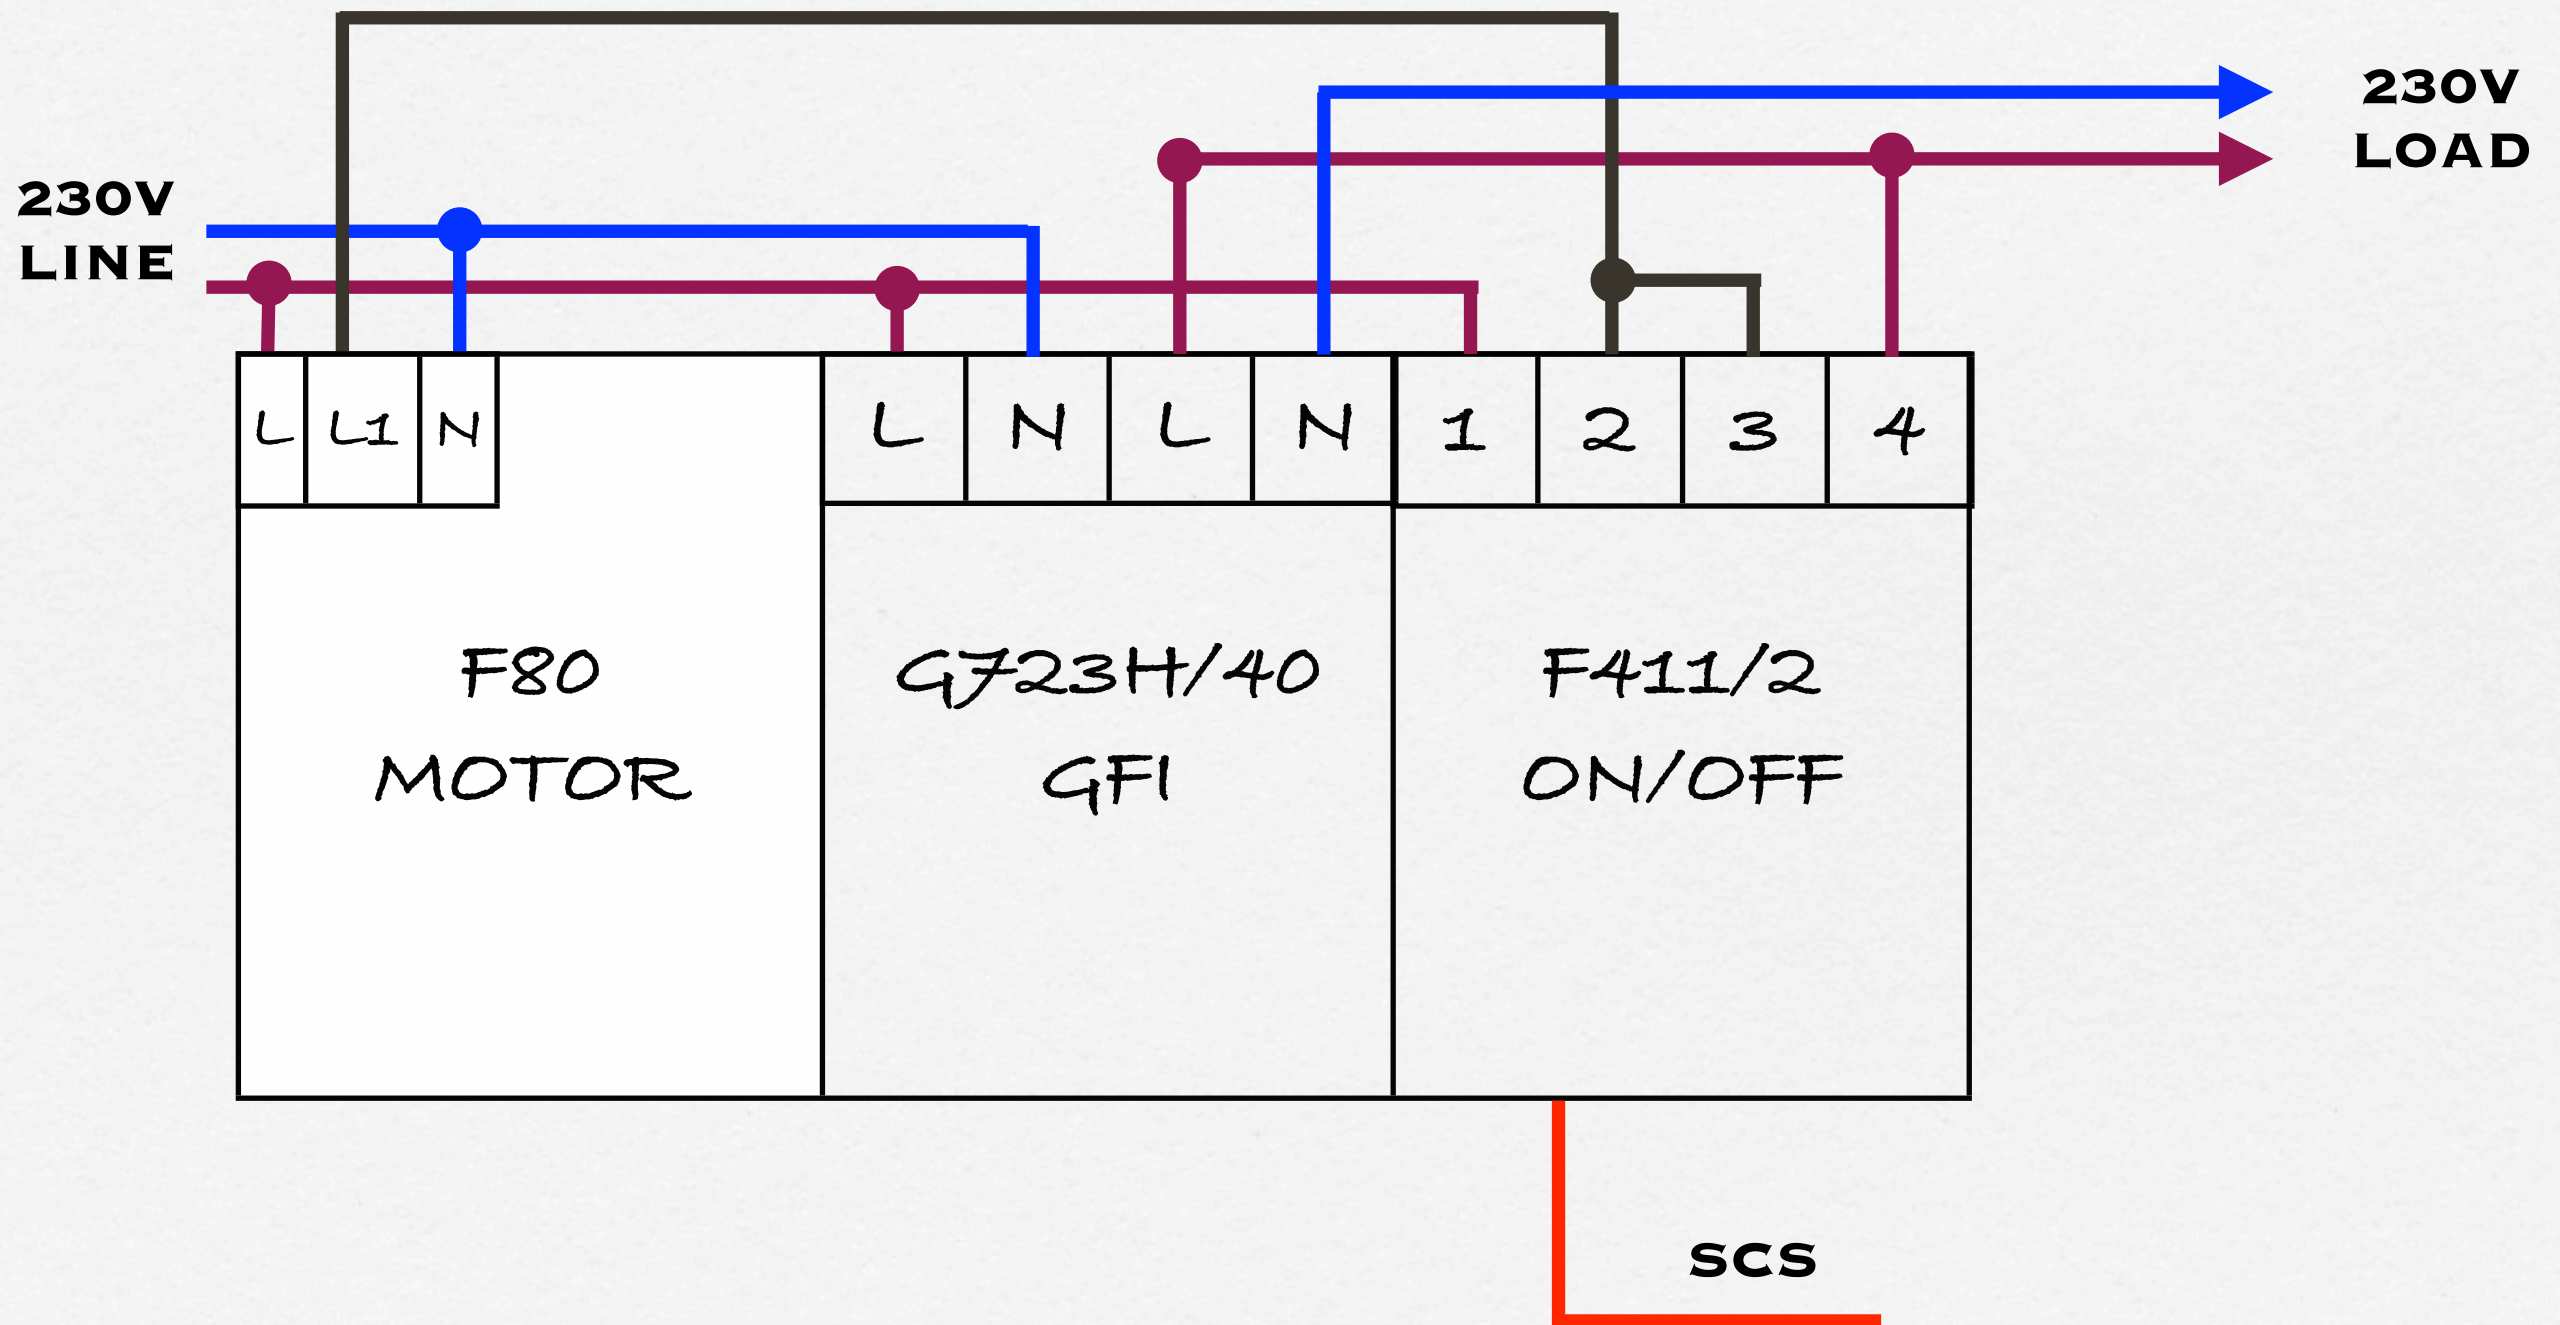 230V
LOAD
230V
LINE
L L1 N L N L N 1 2 3 4
F80
MOTOR
G723H/40
GFI
F411/2
ON/OFF
SCS